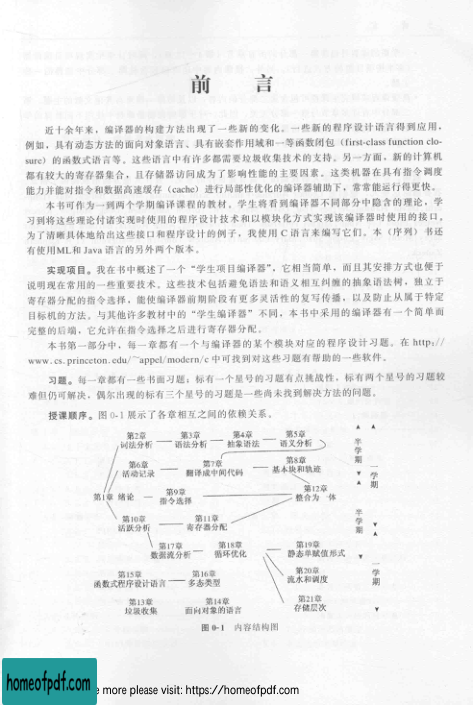 前 言
近十余年来，编译器的构建方法出现了一些新的变化。一些新的程序设计语言得到应用，
例如，具有动态方法的面向对象语言、具有嵌套作用域和一等函数闭包（first-class function clo-
sure）的函数式语言等。这些语言中有许多都需要垃圾收集技术的支持。另一方面，新的计算机
都有较大的寄存器集合，且存储器访问成为了影响性能的主要因素。这类机器在具有指令调度
能力并能对指令和数据高速缓存（cache）进行局部性优化的编译器辅助下，常常能运行得更快。
本书可作为一到两个学期编译课程的教材。学生将看到编译器不同部分中隐含的理论，学
习到将这些理论付诸实现时使用的程序设计技术和以模块化方式实现该编译器时使用的接口。
为了清晰具体地给出这些接口和程序设计的例子，我使用 C 语言来编写它们。本（序列）书还
有使用ML和 Java 语言的另外两个版本。
实现项目。我在书中概述了一个“学生项目编译器”，它相当简单，而且其安排方式也便于
说明现在常用的一些重要技术。这些技术包括避免语法和语义相互纠缠的抽象语法树，独立于
寄存器分配的指令选择，能使编译器前期阶段有更多灵活性的复写传播，以及防止从属于特定
目标机的方法。与其他许多教材中的“学生编译器”不同，本书中采用的编译器有一个简单而
完整的后端，它允许在指令选择之后进行寄存器分配。
本书第一部分中，每一章都有一个与编译器的某个模块对应的程序设计习题。在 http://
www.cs.princeton.edu/~appel/modern/c 中可找到对这些习题有帮助的一些软件。
习题。每一章都有一些书面习题；标有一个星号的习题有点挑战性，标有两个星号的习题较
难但仍可解决，偶尔出现的标有三个星号的习题是一些尚未找到解决方法的问题。
授课顺序。图 0-1 展示了各章相互之间的依赖关系。
第2章 第3章 第4章 第5章
词法分析 语法分析 抽象语法 语义分析
半学期
第6章 第7章 第8章
活动记录 翻译成中间代码 基本块和轨迹
一学期
第12章
第1章 绪论 第9章 整合为一体
指令选择
第10章 第11章
活跃分析 寄存器分配
半学期
第17章 第18章 第19章
数据流分析 循环优化 静态单赋值形式
第15章 第16章 第20章
函数式程序设计语言 多态类型 流水和调度
一学期
第13章 第14章 第21章
垃圾收集 面向对象的语言 存储层次
图 0-1 内容结构图
homeofpdf.com
e more please visit: https://homeofpdf.com